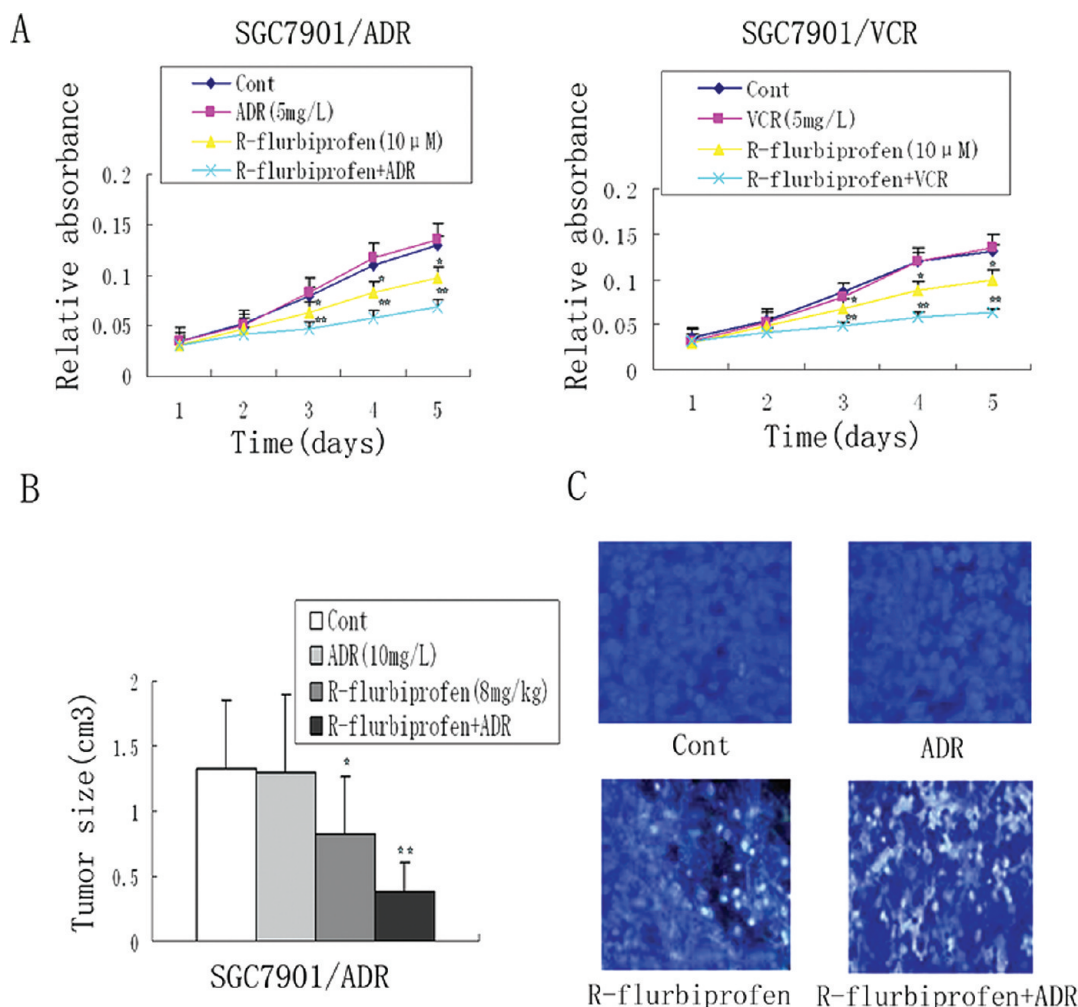 A
SGC7901/ADR
Cont
ADR(5mg/L)
R-flurbiprofen(10μM)
R-flurbiprofen+ADR
Relative absorbance
0.2
0.15
0.1
0.05
0
*
**
*
**
*
**
1 2 3 4 5
Time(days)
SGC7901/VCR
Cont
VCR(5mg/L)
R-flurbiprofen(10μM)
R-flurbiprofen+VCR
Relative absorbance
0.2
0.15
0.1
0.05
0
*
**
*
**
*
**
1 2 3 4 5
Time(days)
B
Cont
ADR(10mg/L)
R-flurbiprofen(8mg/kg)
R-flurbiprofen+ADR
Tumor size(cm3)
2
1.5
1
0.5
0
*
**
SGC7901/ADR
C
Cont
ADR
R-flurbiprofen
R-flurbiprofen+ADR